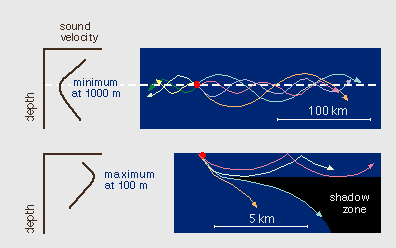 sound
velocity
minimum
at 1000 m
depth
100 km
maximum
at 100 m
depth
5 km
shadow
zone